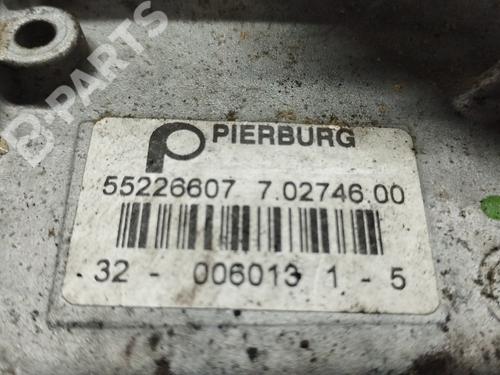 B-PARTS
PIERBURG
55226607 7.02746.00
. 32 - 006013 1 - 5